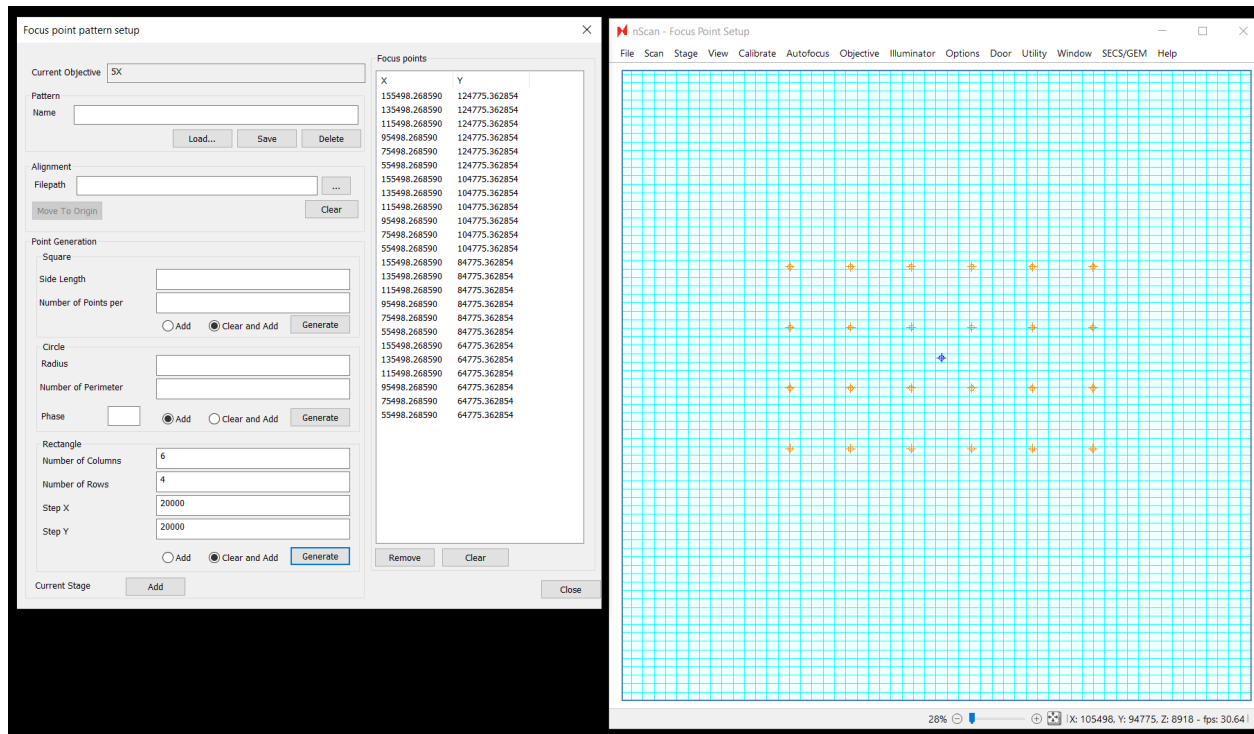 Focus point pattern setup
Current Objective 5X
Pattern
Name
Load... Save Delete
Alignment
Filepath ...
Move To Origin Clear
Point Generation
Square
Side Length
Number of Points per
Add Clear and Add Generate
Circle
Radius
Number of Perimeter
Phase Add Clear and Add Generate
Rectangle
Number of Columns 6
Number of Rows 4
Step X 20000
Step Y 20000
Add Clear and Add Generate
Current Stage Add
Focus points
X Y
155498.268590 124775.362854
135498.268590 124775.362854
115498.268590 124775.362854
95498.268590 124775.362854
75498.268590 124775.362854
55498.268590 124775.362854
155498.268590 104775.362854
135498.268590 104775.362854
115498.268590 104775.362854
95498.268590 104775.362854
75498.268590 104775.362854
55498.268590 104775.362854
155498.268590 84775.362854
135498.268590 84775.362854
115498.268590 84775.362854
95498.268590 84775.362854
75498.268590 84775.362854
55498.268590 84775.362854
155498.268590 64775.362854
135498.268590 64775.362854
115498.268590 64775.362854
95498.268590 64775.362854
75498.268590 64775.362854
55498.268590 64775.362854
Remove Clear
Close
nScan - Focus Point Setup
File Scan Stage View Calibrate Autofocus Objective Illuminator Options Door Utility Window SECS/GEM Help
28% X: 105498, Y: 94775, Z: 8918 - fps: 30.64